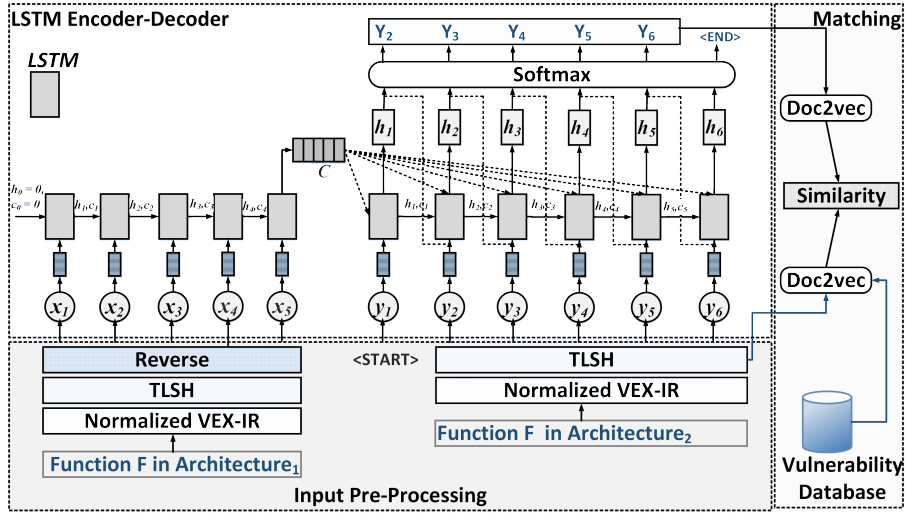 LSTM Encoder-Decoder
Matching
LSTM
Y₂ Y₃ Y₄ Y₅ Y₆ <END>
Softmax
Doc2vec
h₁ h₂ h₃ h₄ h₅ h₆
C
Similarity
h₀ = 0,
c₀ = 0
h₁,c₁ h₂,c₂ h₃,c₃ h₄,c₄ h₁,c₁ h₂,c₂ h₃,c₃ h₄,c₄ h₅,c₅
Doc2vec
x₁ x₂ x₃ x₄ x₅ y₁ y₂ y₃ y₄ y₅ y₆
Reverse
<START>
TLSH
TLSH
Normalized VEX-IR
Normalized VEX-IR
Function F in Architecture₁
Function F in Architecture₂
Input Pre-Processing
Vulnerability
Database